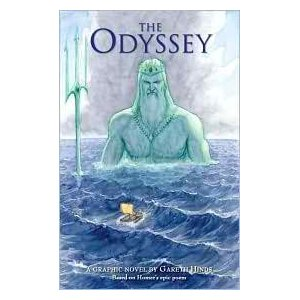 THE
ODYSSEY
A GRAPHIC NOVEL BY GARETH HINDS
Based on Homer's epic poem